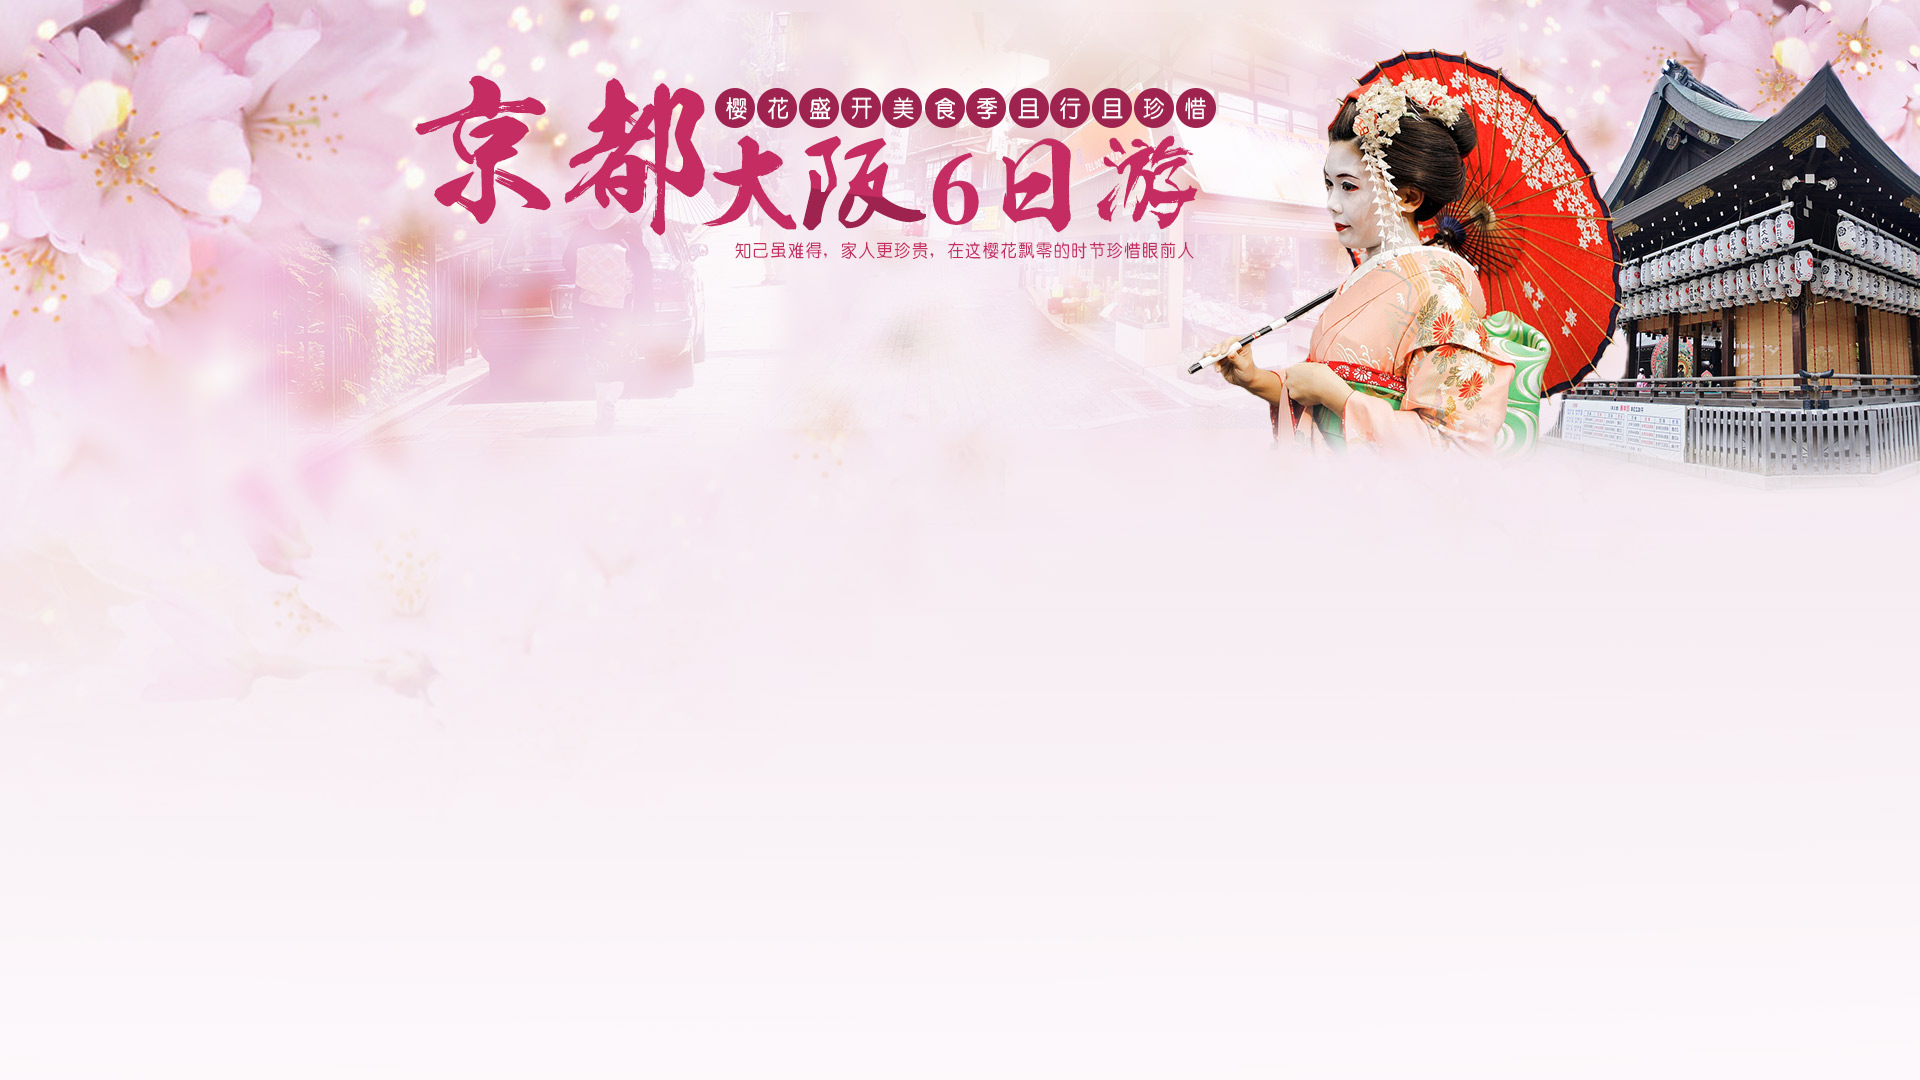 樱花盛开美食季且行且珍惜
京都大阪6日游
知己虽难得，家人更珍贵，在这樱花飘零的时节珍惜眼前人